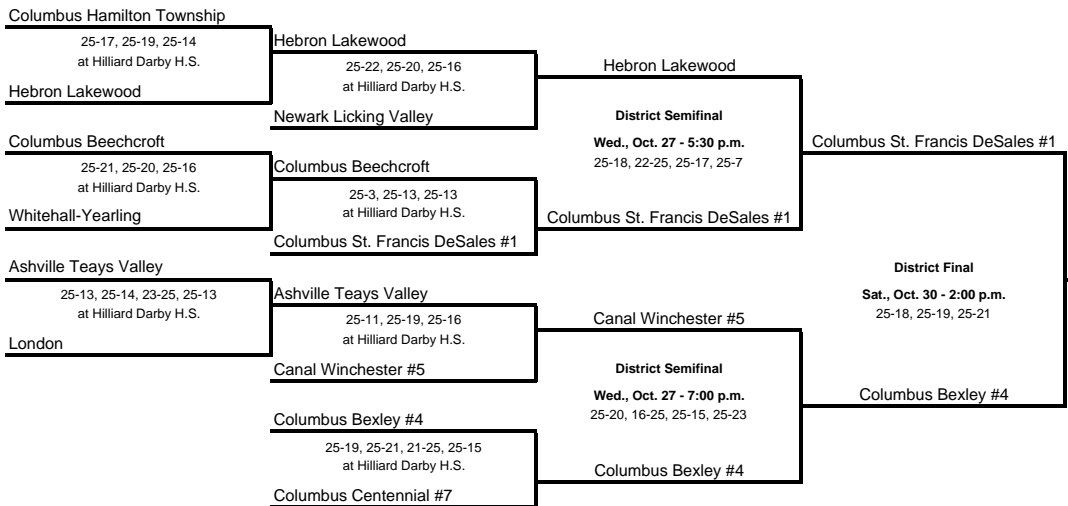 Columbus Hamilton Township
25-17, 25-19, 25-14
at Hilliard Darby H.S.
Hebron Lakewood
Columbus Beechcroft
25-21, 25-20, 25-16
at Hilliard Darby H.S.
Whitehall-Yearling
Ashville Teays Valley
25-13, 25-14, 23-25, 25-13
at Hilliard Darby H.S.
London
Hebron Lakewood
25-22, 25-20, 25-16
at Hilliard Darby H.S.
Newark Licking Valley
Columbus Beechcroft
25-3, 25-13, 25-13
at Hilliard Darby H.S.
Columbus St. Francis DeSales #1
Ashville Teays Valley
25-11, 25-19, 25-16
at Hilliard Darby H.S.
Canal Winchester #5
Columbus Bexley #4
25-19, 25-21, 21-25, 25-15
at Hilliard Darby H.S.
Columbus Centennial #7
Hebron Lakewood
District Semifinal
Wed., Oct. 27 - 5:30 p.m.
25-18, 22-25, 25-17, 25-7
Columbus St. Francis DeSales #1
Canal Winchester #5
District Semifinal
Wed., Oct. 27 - 7:00 p.m.
25-20, 16-25, 25-15, 25-23
Columbus Bexley #4
Columbus St. Francis DeSales #1
District Final
Sat., Oct. 30 - 2:00 p.m.
25-18, 25-19, 25-21
Columbus Bexley #4